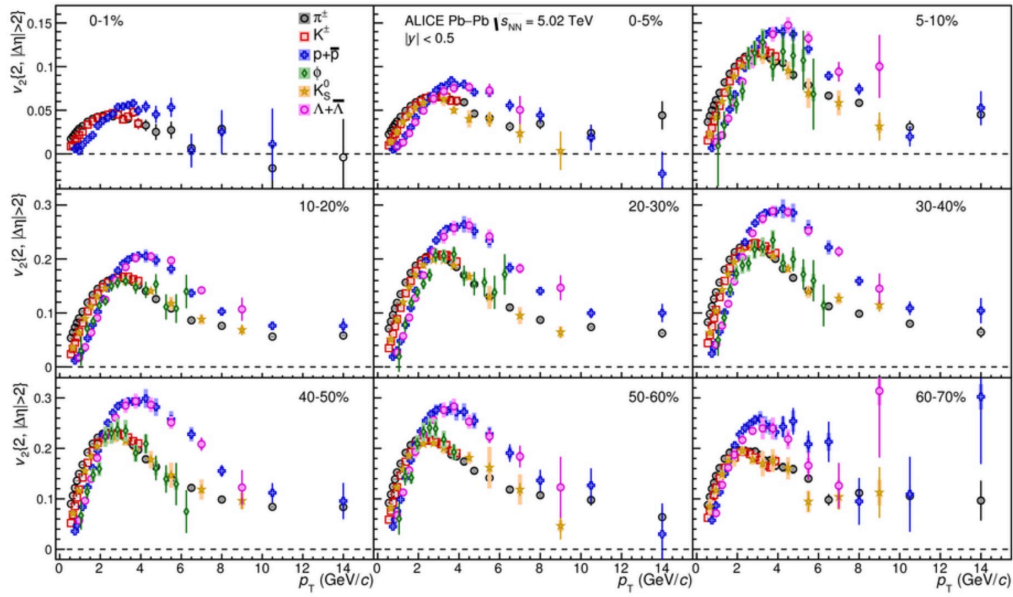 0-1%
π±
K±
p+p̅
ϕ
K⁰S
Λ+Λ̅
ALICE Pb–Pb √sNN = 5.02 TeV
|y| < 0.5
0-5%
5-10%
v2{2, |Δη|>2}
0.15
0.1
0.05
0
10-20%
20-30%
30-40%
v2{2, |Δη|>2}
0.3
0.2
0.1
0
40-50%
50-60%
60-70%
v2{2, |Δη|>2}
0.3
0.2
0.1
0
0 2 4 6 8 10 12 14
0 2 4 6 8 10 12 14
0 2 4 6 8 10 12 14
pT (GeV/c)
pT (GeV/c)
pT (GeV/c)